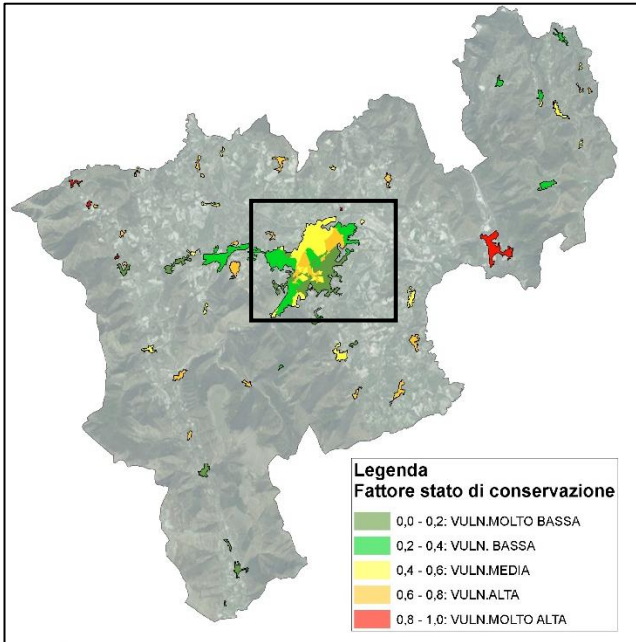 Legenda
Fattore stato di conservazione
0,0 - 0,2: VULN.MOLTO BASSA
0,2 - 0,4: VULN. BASSA
0,4 - 0,6: VULN.MEDIA
0,6 - 0,8: VULN.ALTA
0,8 - 1,0: VULN.MOLTO ALTA